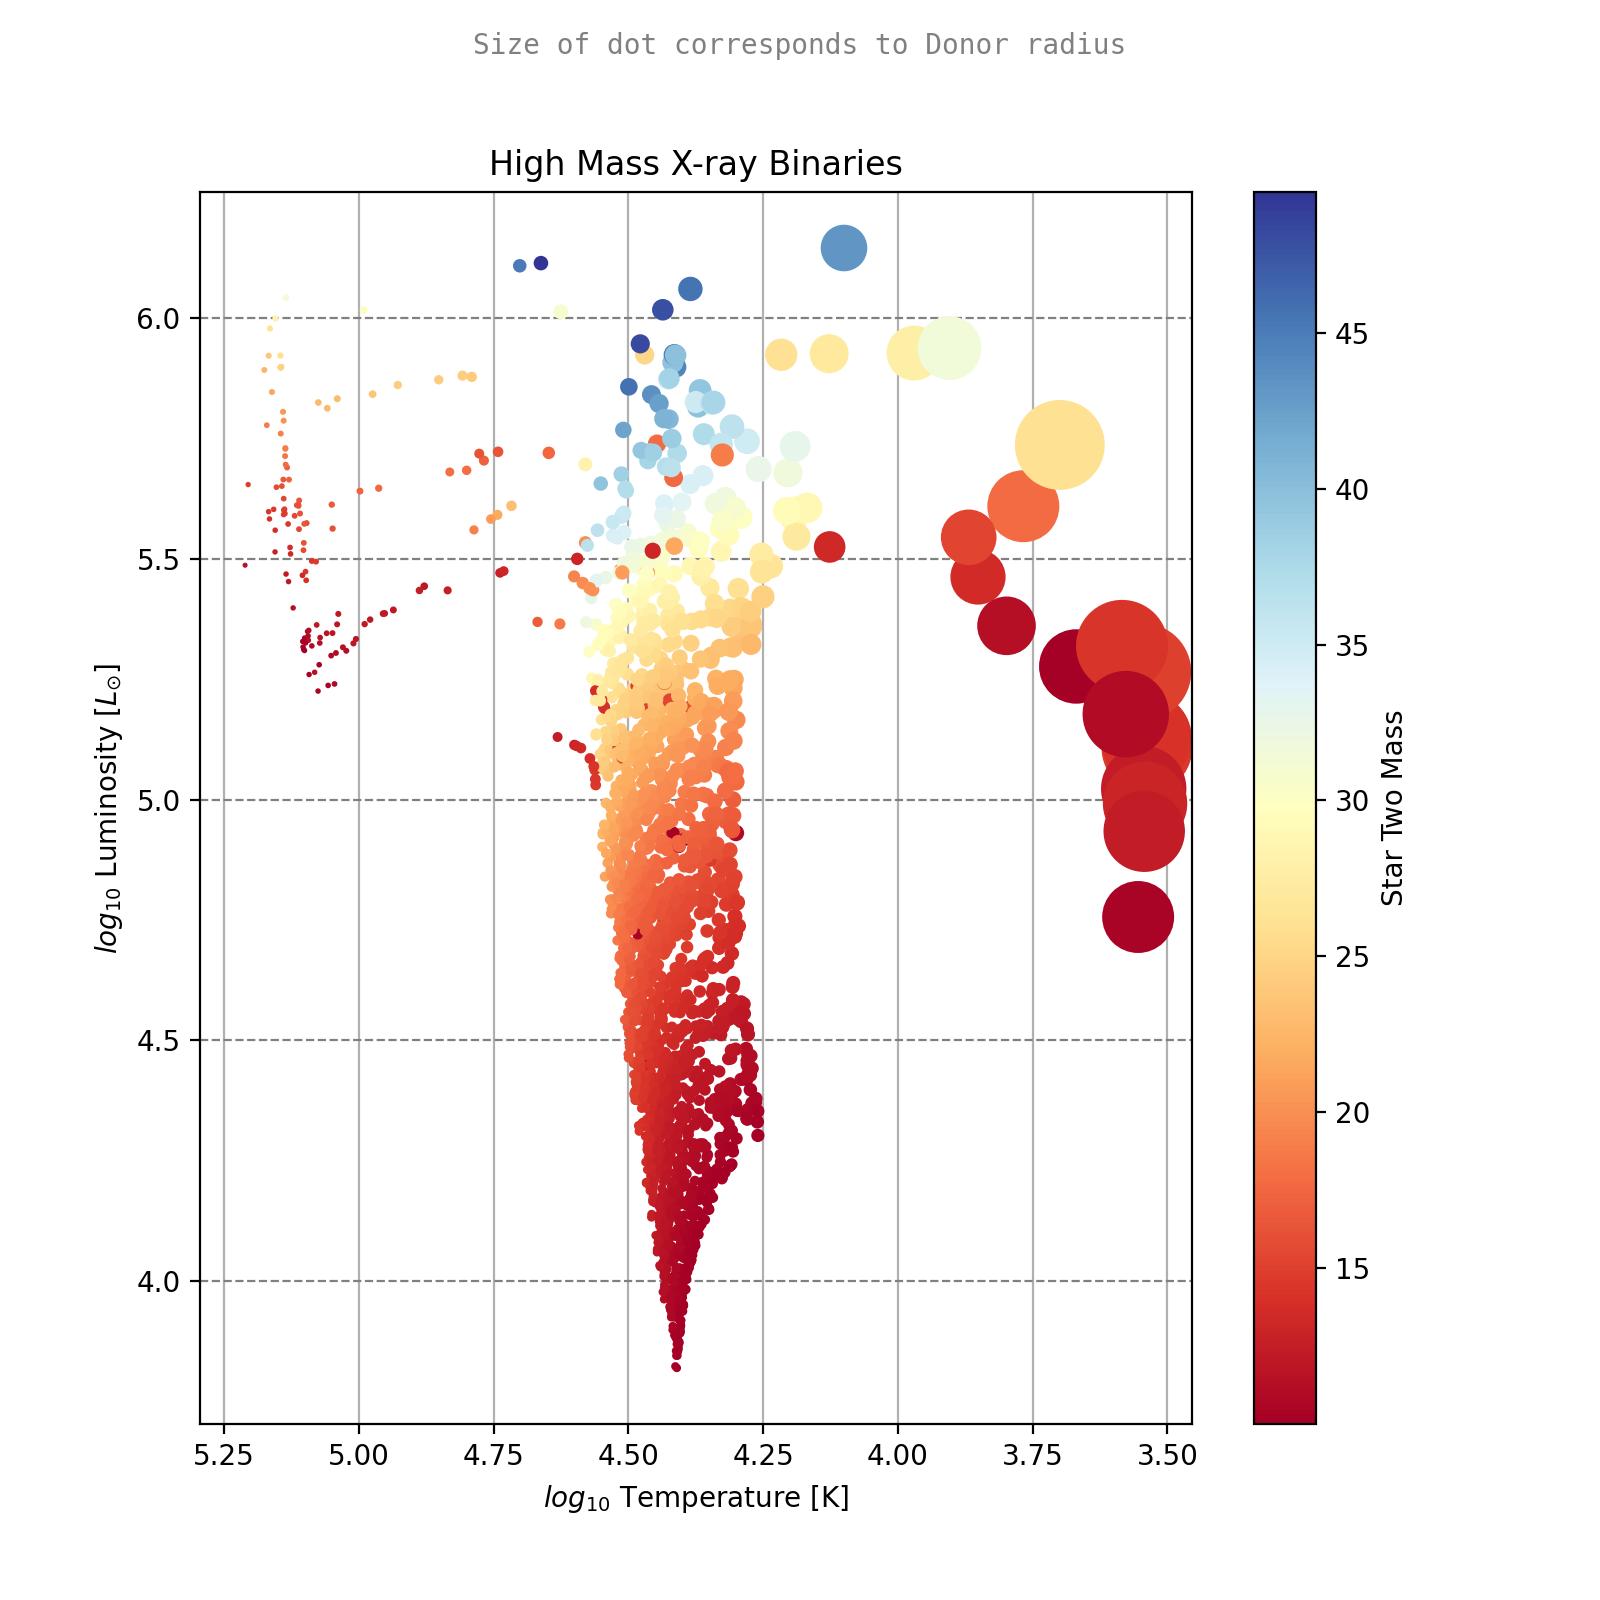 Size of dot corresponds to Donor radius
High Mass X-ray Binaries
log₁₀ Luminosity [L☉]
6.0
5.5
5.0
4.5
4.0
5.25 5.00 4.75 4.50 4.25 4.00 3.75 3.50
log₁₀ Temperature [K]
45
40
35
30
25
20
15
Star Two Mass